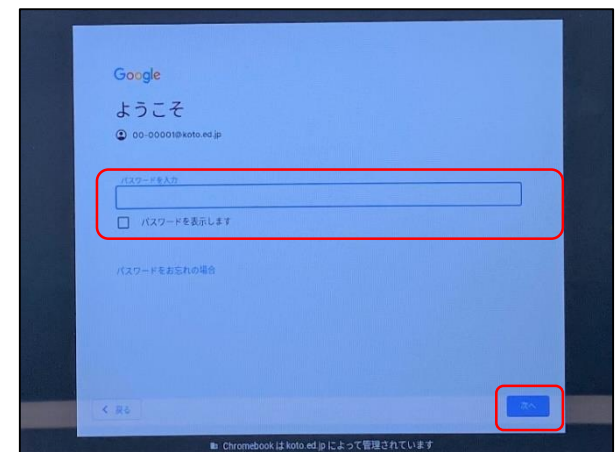 Google
ようこそ
00-00001@koto.ed.jp
パスワードを入力
パスワードを表示します
パスワードをお忘れの場合
戻る
次へ
Chromebook は koto.ed.jp によって管理されています